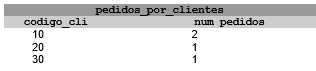 pedidos_por_clientes
codigo_cli num pedidos
10 2
20 1
30 1